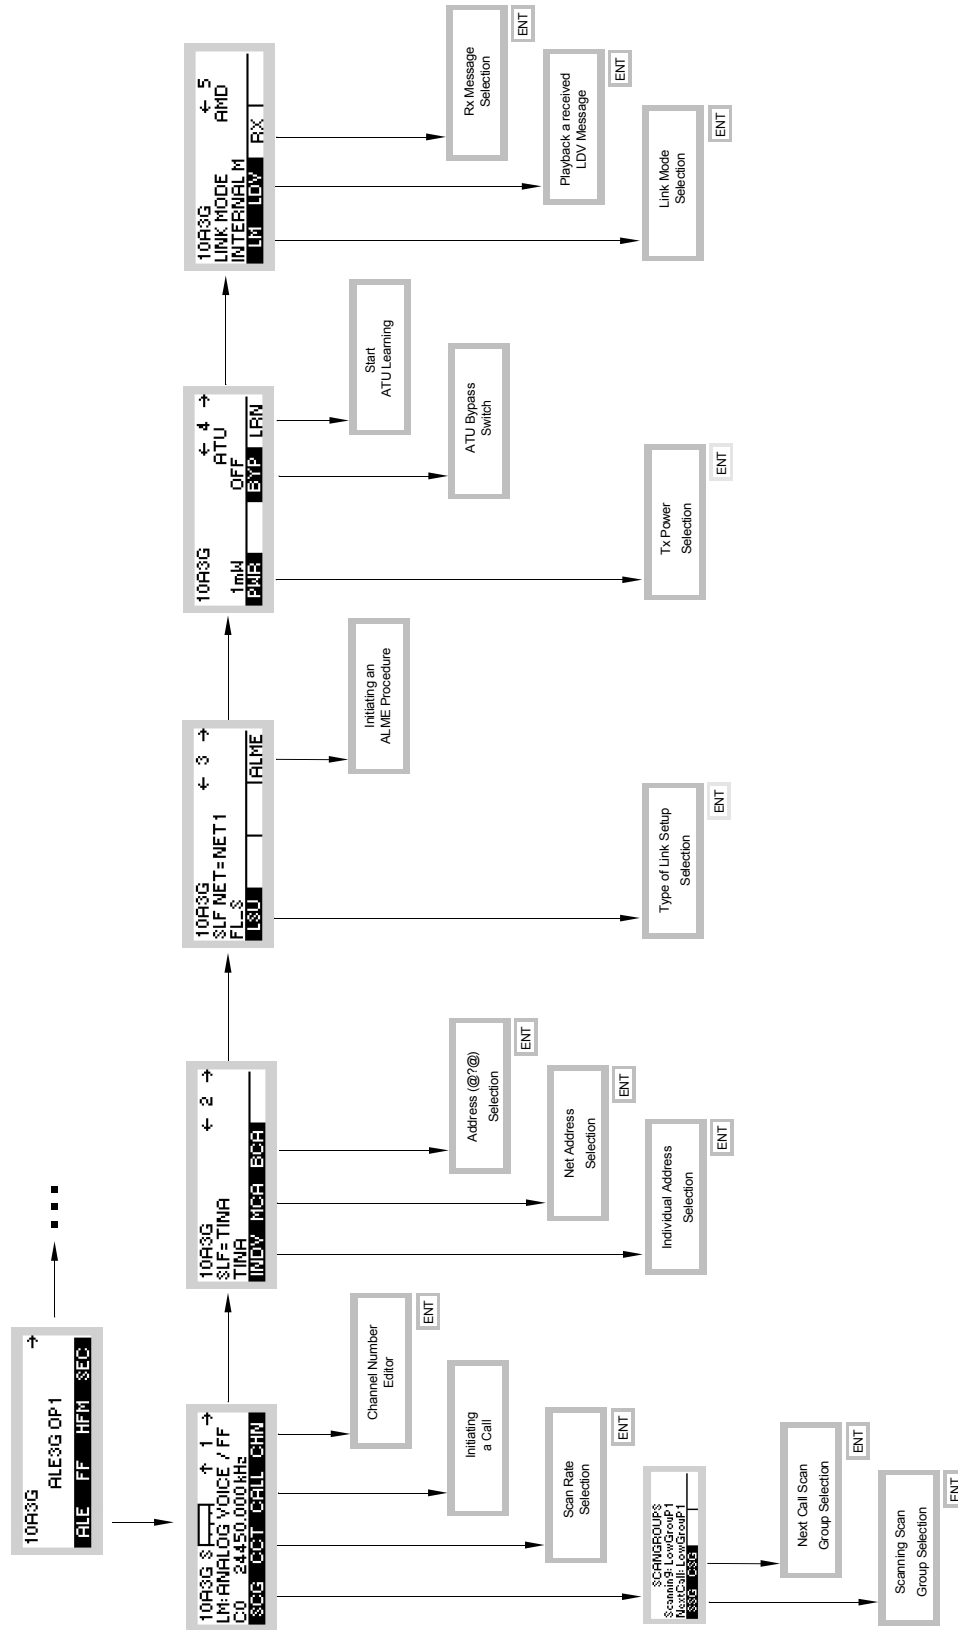 10A3G →
ALE3G OP1
ALE FF HFM SEC
10A3G S ↑ 1 →
LM:ANALOG VOICE / FF
C0 24450.000 kHz
SCG CCT CALL CHN
Channel Number
Editor
ENT
Initiating
a Call
Scan Rate
Selection
ENT
SCANGROUPS
Scanning: LowGrouP1
NextCall: LowGrouP1
SSG CSG
Next Call Scan
Group Selection
ENT
Scanning Scan
Group Selection
ENT
10A3G ← 2 →
SLF=TINA
TINA
INDV MCA BCA
Address (@?@)
Selection
ENT
Net Address
Selection
ENT
Individual Address
Selection
ENT
10A3G ← 3 →
SLF NET=NET1
FL_S
LSU ALME
Initiating an
ALME Procedure
Type of Link Setup
Selection
ENT
10A3G ← 4 →
ATU
1mW OFF
PWR BYP LRN
Start
ATU Learning
ATU Bypass
Switch
Tx Power
Selection
ENT
10A3G ← 5
LINK MODE AMD
INTERNAL M
LM LDV RX
Rx Message
Selection
ENT
Playback a received
LDV Message
ENT
Link Mode
Selection
ENT